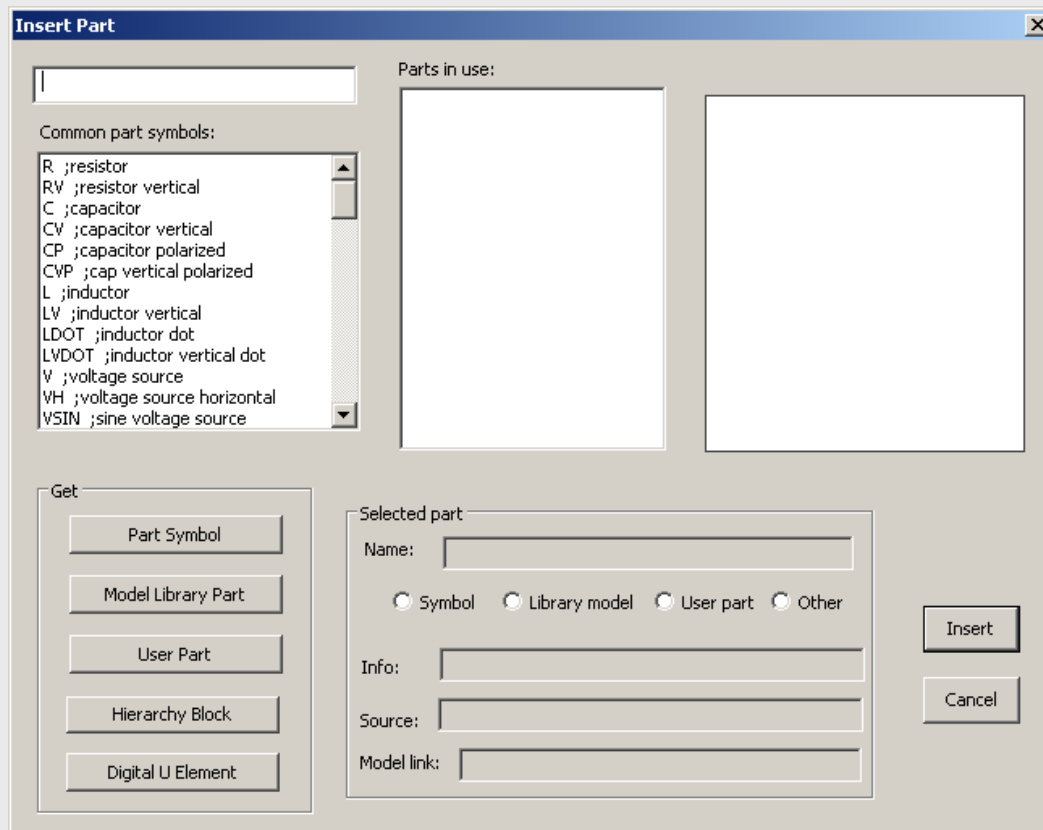 Insert Part
Parts in use:
Common part symbols:
R ;resistor
RV ;resistor vertical
C ;capacitor
CV ;capacitor vertical
CP ;capacitor polarized
CVP ;cap vertical polarized
L ;inductor
LV ;inductor vertical
LDOT ;inductor dot
LVDOT ;inductor vertical dot
V ;voltage source
VH ;voltage source horizontal
VSIN ;sine voltage source
Get
Part Symbol
Model Library Part
User Part
Hierarchy Block
Digital U Element
Selected part
Name:
Symbol Library model User part Other
Info:
Source:
Model link:
Insert
Cancel